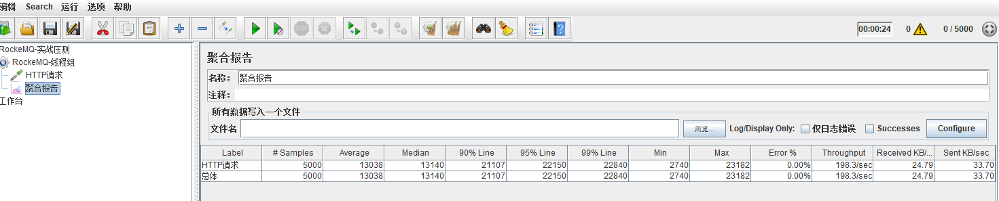 编辑 Search 运行 选项 帮助
STOP 00:00:24 0 0 / 5000
RockeMQ-实战压测
RockeMQ-线程组
HTTP请求
聚合报告
工作台
聚合报告
名称： 聚合报告
注释：
所有数据写入一个文件
文件名 浏览... Log/Display Only: 仅日志错误 Successes Configure
Label # Samples Average Median 90% Line 95% Line 99% Line Min Max Error % Throughput Received KB/... Sent KB/sec
HTTP请求 5000 13038 13140 21107 22150 22840 2740 23182 0.00% 198.3/sec 24.79 33.70
总体 5000 13038 13140 21107 22150 22840 2740 23182 0.00% 198.3/sec 24.79 33.70